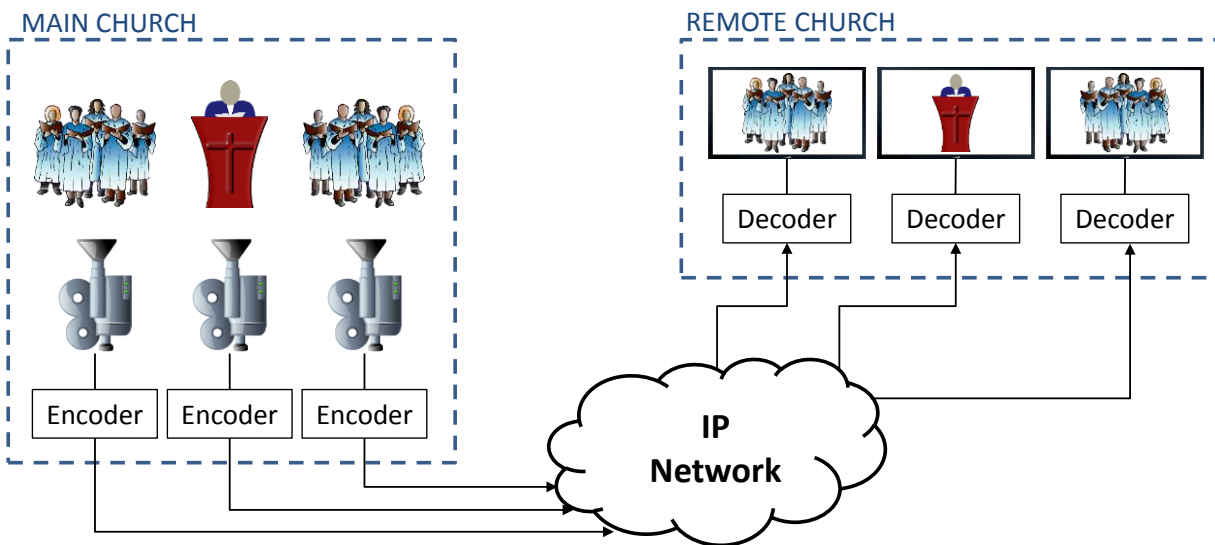 MAIN CHURCH
REMOTE CHURCH
Decoder
Decoder
Decoder
Encoder
Encoder
Encoder
IP
Network